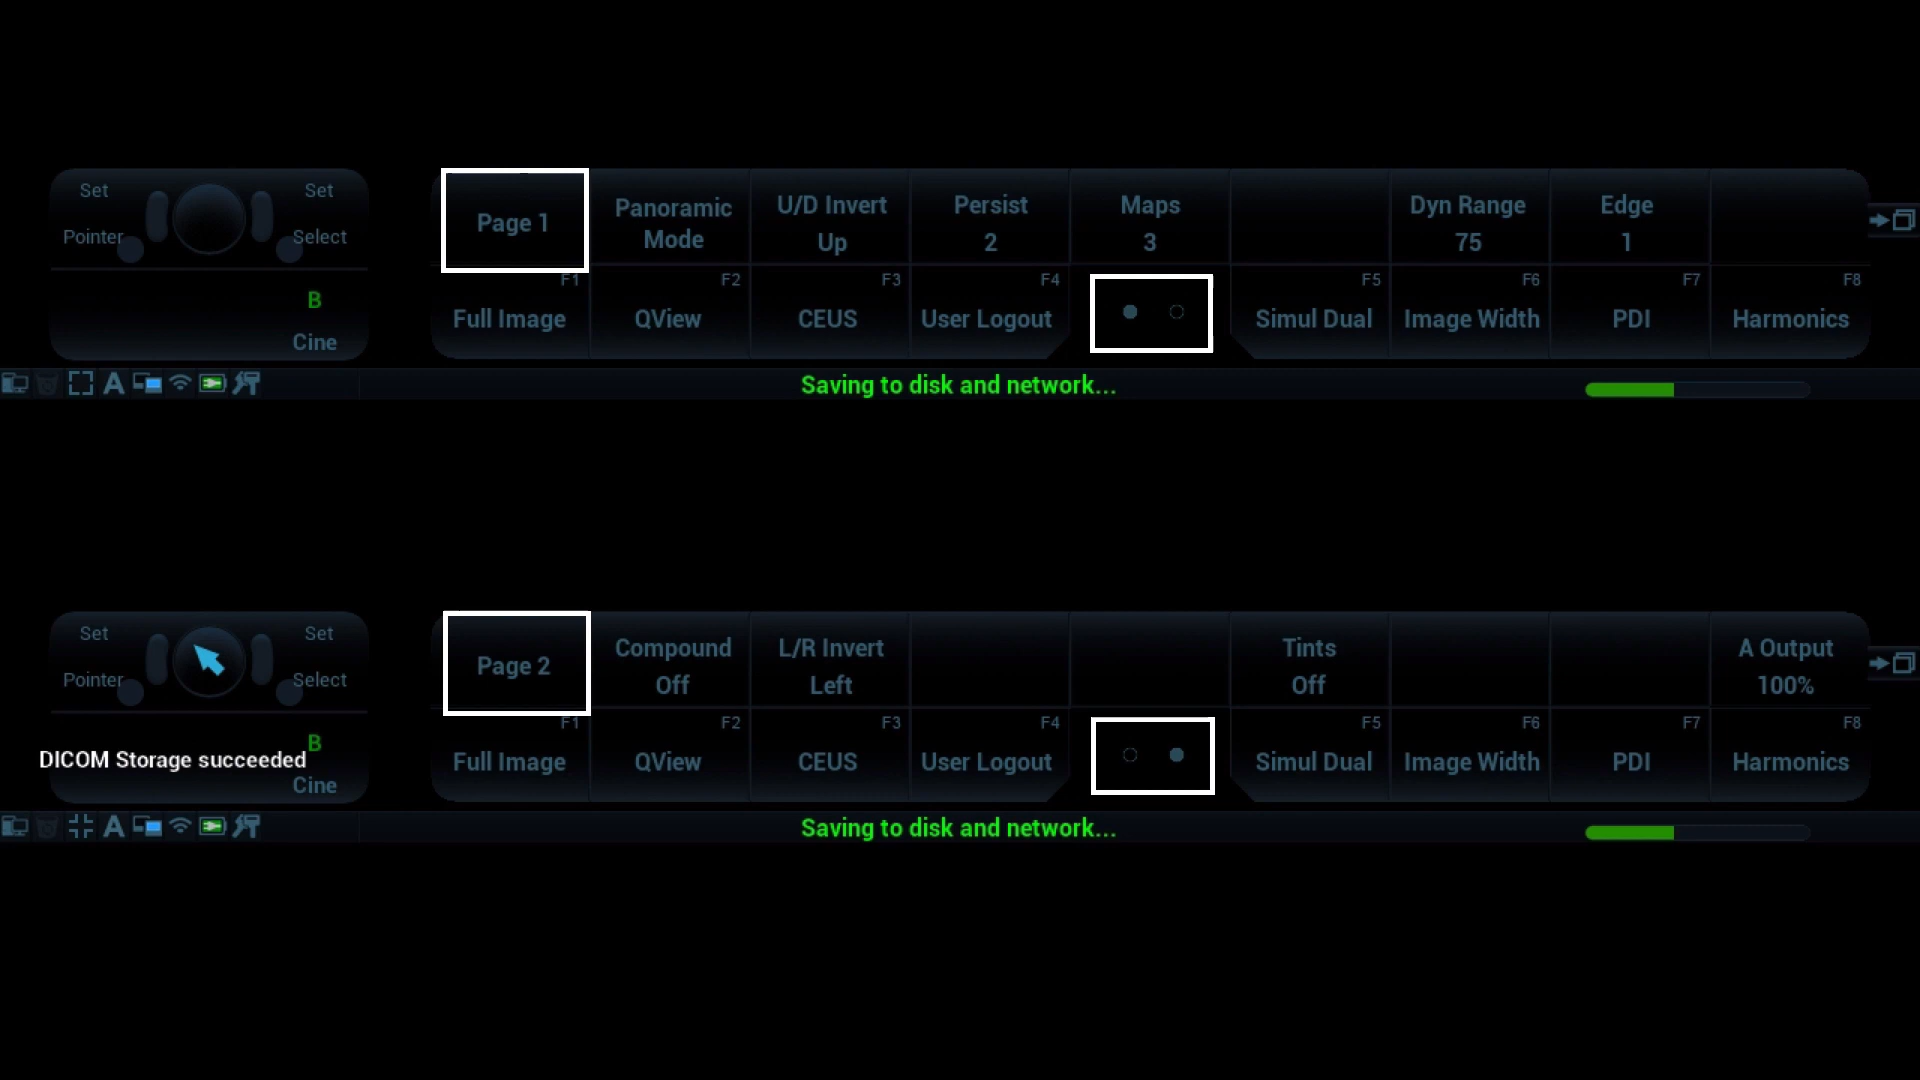 Set Set
Pointer Select
B
Cine
Page 1
Panoramic
Mode
U/D Invert
Up
Persist
2
Maps
3
Dyn Range
75
Edge
1
F1 F2 F3 F4 F5 F6 F7 F8
Full Image QView CEUS User Logout Simul Dual Image Width PDI Harmonics
A
Saving to disk and network...
Set Set
Pointer Select
B
DICOM Storage succeeded
Cine
Page 2
Compound
Off
L/R Invert
Left
Tints
Off
A Output
100%
F1 F2 F3 F4 F5 F6 F7 F8
Full Image QView CEUS User Logout Simul Dual Image Width PDI Harmonics
A
Saving to disk and network...